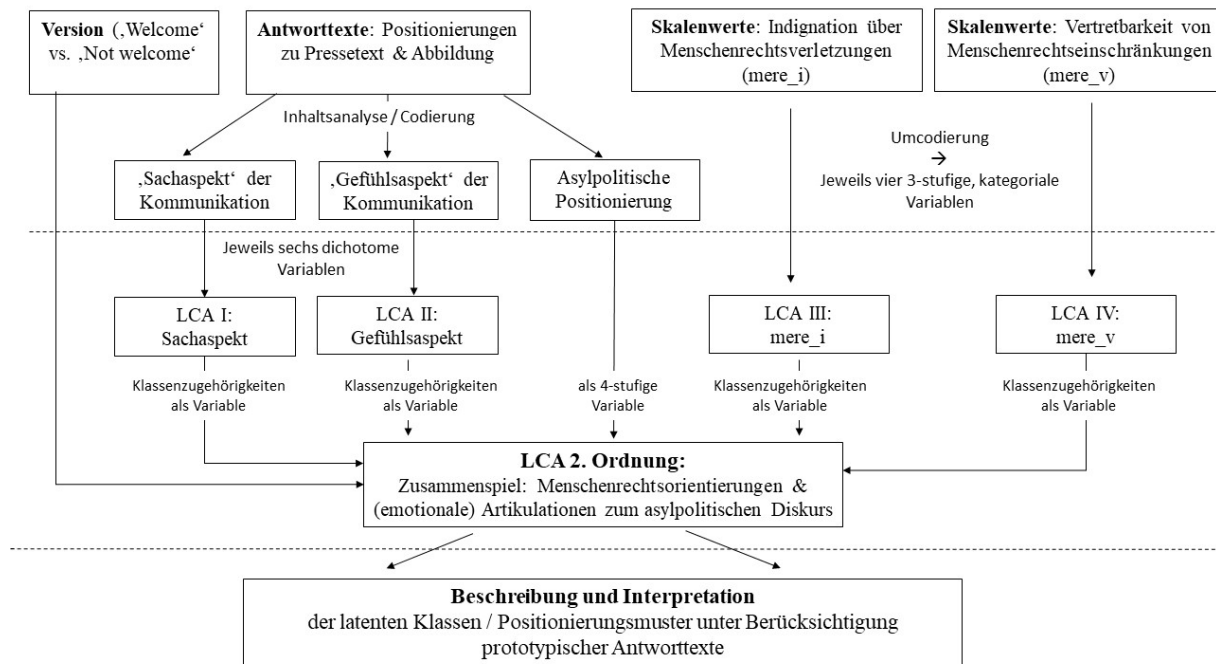 Version (‚Welcome‘
vs. ‚Not welcome‘
Antworttexte: Positionierungen
zu Pressetext & Abbildung
Skalenwerte: Indignation über
Menschenrechtsverletzungen
(mere_i)
Skalenwerte: Vertretbarkeit von
Menschenrechtseinschränkungen
(mere_v)
Inhaltsanalyse / Codierung
Umcodierung
→
Jeweils vier 3-stufige, kategoriale
Variablen
‚Sachaspekt‘ der
Kommunikation
‚Gefühlsaspekt‘ der
Kommunikation
Asylpolitische
Positionierung
Jeweils sechs dichotome
Variablen
LCA I:
Sachaspekt
LCA II:
Gefühlsaspekt
LCA III:
mere_i
LCA IV:
mere_v
Klassenzugehörigkeiten
als Variable
Klassenzugehörigkeiten
als Variable
als 4-stufige
Variable
Klassenzugehörigkeiten
als Variable
Klassenzugehörigkeiten
als Variable
LCA 2. Ordnung:
Zusammenspiel: Menschenrechtsorientierungen &
(emotionale) Artikulationen zum asylpolitischen Diskurs
Beschreibung und Interpretation
der latenten Klassen / Positionierungsmuster unter Berücksichtigung
prototypischer Antworttexte